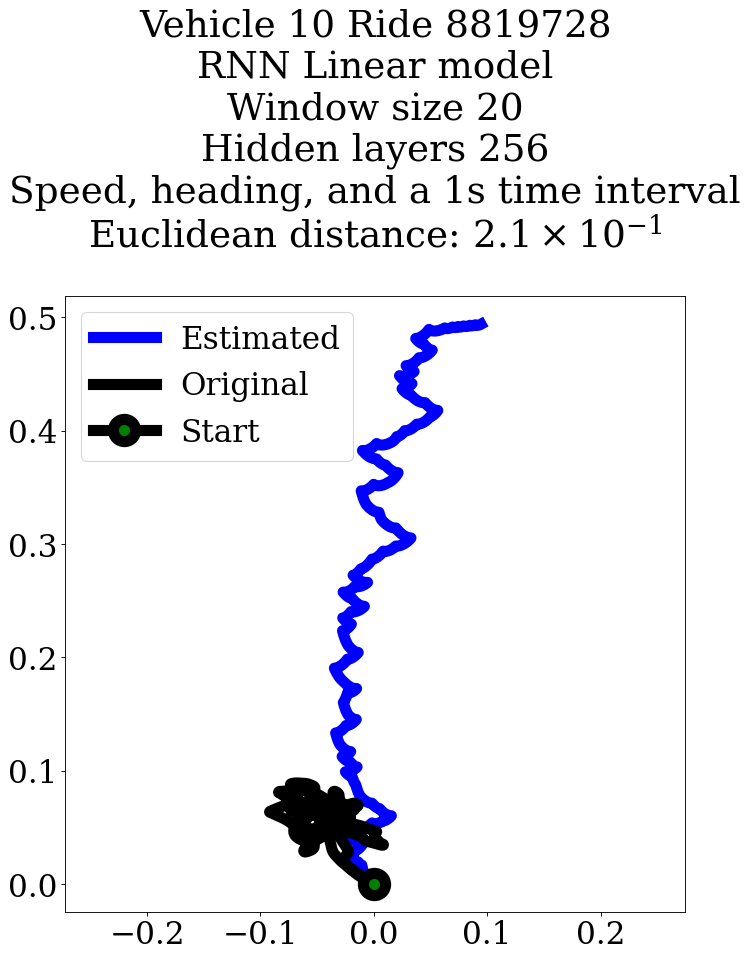 Vehicle 10 Ride 8819728
RNN Linear model
Window size 20
Hidden layers 256
Speed, heading, and a 1s time interval
Euclidean distance: 2.1 × 10⁻¹
Estimated
Original
Start
0.5
0.4
0.3
0.2
0.1
0.0
−0.2 −0.1 0.0 0.1 0.2